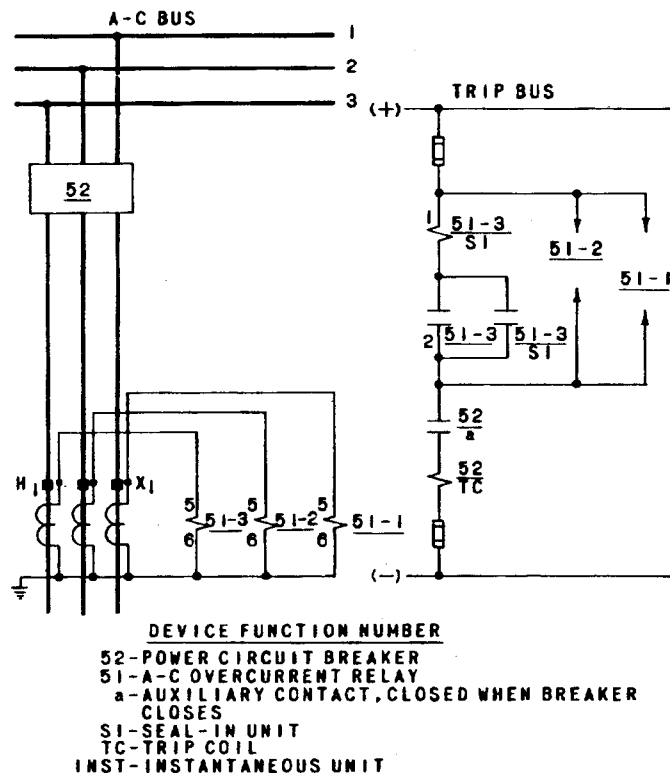 A-C BUS
1
2
3
52
(+)
TRIP BUS
1
51-3
SI
51-2
51-1
2
51-3
51-3
SI
52
a
52
TC
(-)
H1
X1
5
6
51-3
5
6
51-2
5
6
51-1
DEVICE FUNCTION NUMBER
52-POWER CIRCUIT BREAKER
51-A-C OVERCURRENT RELAY
a-AUXILIARY CONTACT, CLOSED WHEN BREAKER
CLOSES
SI-SEAL-IN UNIT
TC-TRIP COIL
INST-INSTANTANEOUS UNIT